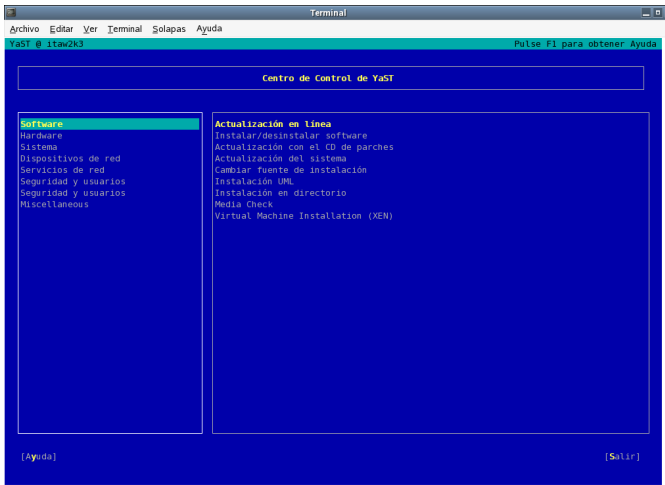 Terminal
Archivo Editar Ver Terminal Solapas Ayuda
YaST @ itaw2k3 Pulse F1 para obtener Ayuda
Centro de Control de YaST
Software
Hardware
Sistema
Dispositivos de red
Servicios de red
Seguridad y usuarios
Seguridad y usuarios
Miscellaneous
Actualización en línea
Instalar/desinstalar software
Actualización con el CD de parches
Actualización del sistema
Cambiar fuente de instalación
Instalación UML
Instalación en directorio
Media Check
Virtual Machine Installation (XEN)
[Ayuda] [Salir]